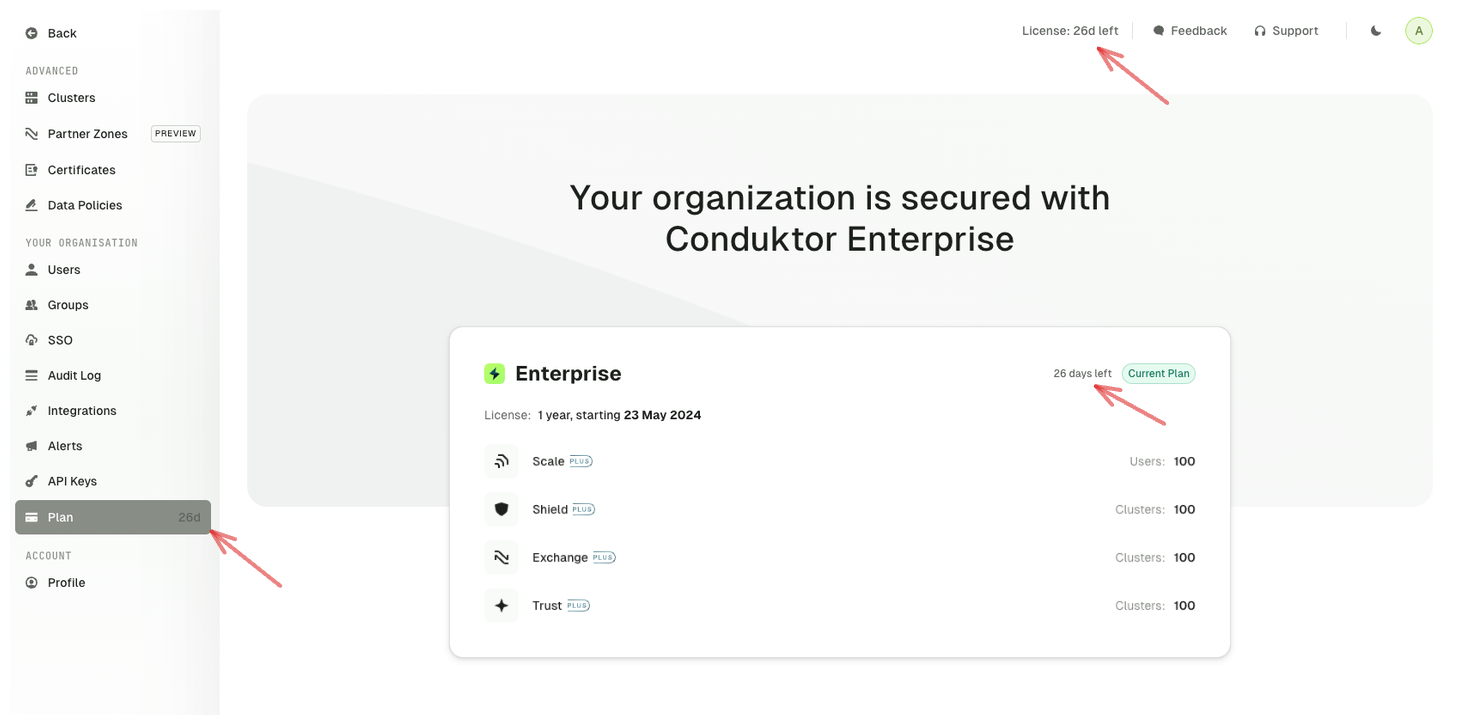 Back
License: 26d left
Feedback
Support
A
ADVANCED
Clusters
Partner Zones PREVIEW
Certificates
Data Policies
YOUR ORGANISATION
Users
Groups
SSO
Audit Log
Integrations
Alerts
API Keys
Plan 26d
ACCOUNT
Profile
Your organization is secured with
Conduktor Enterprise
Enterprise
26 days left Current Plan
License: 1 year, starting 23 May 2024
Scale PLUS Users: 100
Shield PLUS Clusters: 100
Exchange PLUS Clusters: 100
Trust PLUS Clusters: 100